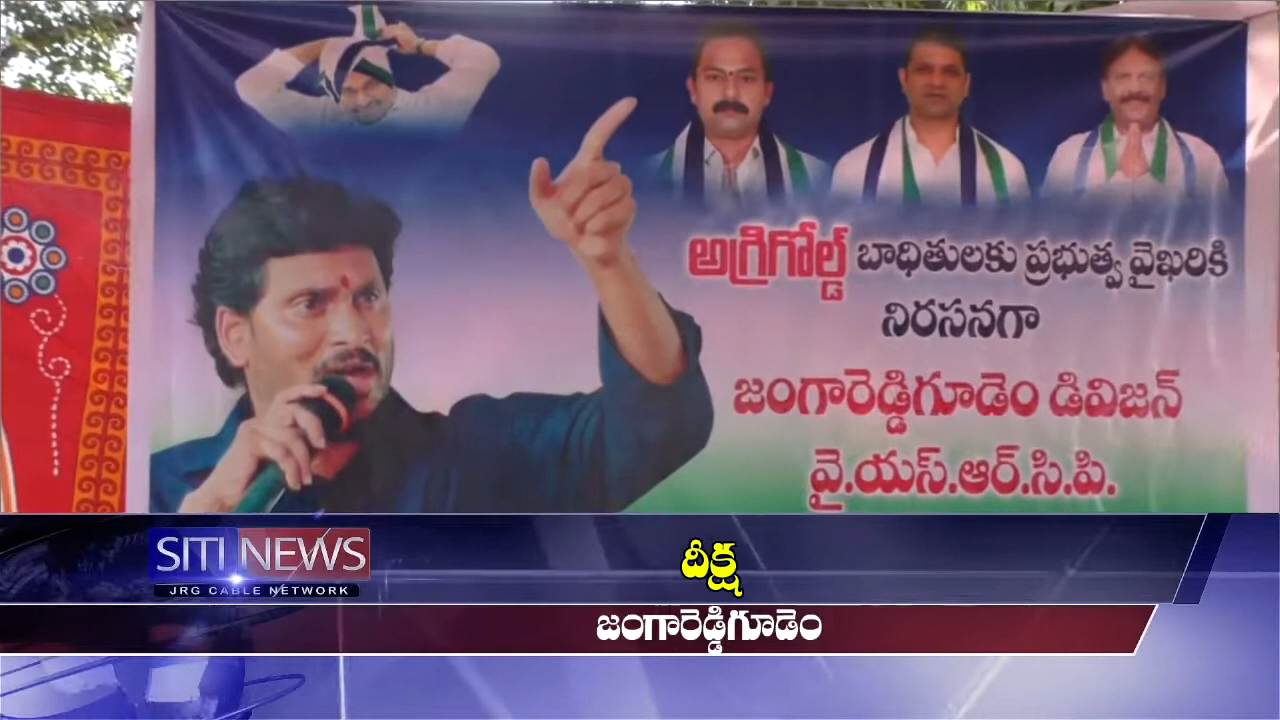 అగ్రిగోల్డ్ బాధితులకు ప్రభుత్వ వైఖరికి
నిరసనగా
జంగారెడ్డిగూడెం డివిజన్
వై.యస్.ఆర్.సి.పి.
SITI NEWS
JRG CABLE NETWORK
దీక్ష
జంగారెడ్డిగూడెం